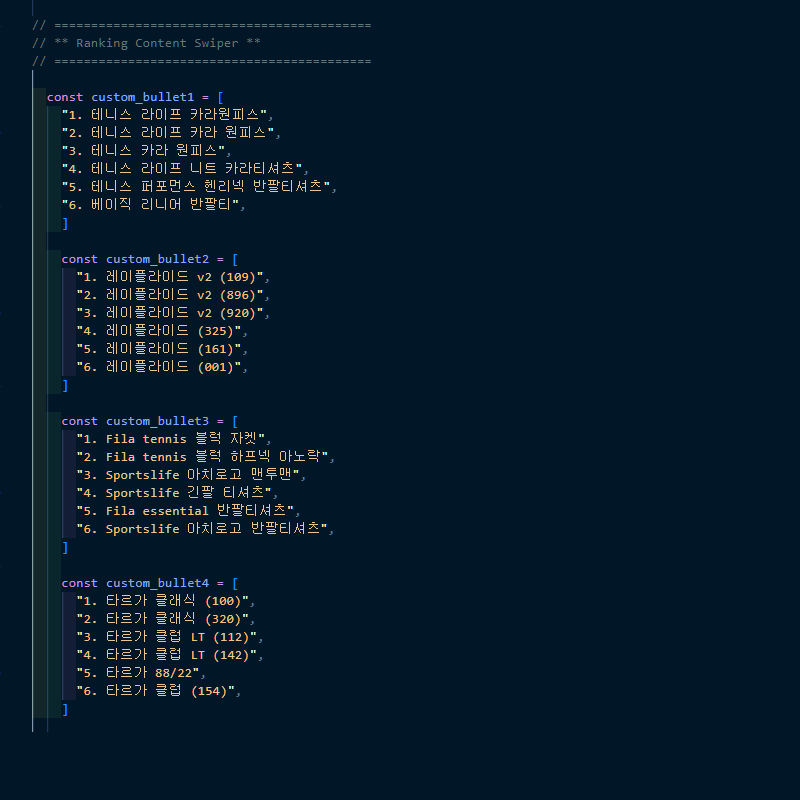 // ===========================================
// ** Ranking Content Swiper **
// ===========================================
const custom_bullet1 = [
"1. 테니스 라이프 카라원피스",
"2. 테니스 라이프 카라 원피스",
"3. 테니스 카라 원피스",
"4. 테니스 라이프 니트 카라티셔츠",
"5. 테니스 퍼포먼스 헨리넥 반팔티셔츠",
"6. 베이직 리니어 반팔티",
]
const custom_bullet2 = [
"1. 레이플라이드 v2 (109)",
"2. 레이플라이드 v2 (896)",
"3. 레이플라이드 v2 (920)",
"4. 레이플라이드 (325)",
"5. 레이플라이드 (161)",
"6. 레이플라이드 (001)",
]
const custom_bullet3 = [
"1. Fila tennis 블럭 자켓",
"2. Fila tennis 블럭 하프넥 아노락",
"3. Sportslife 아치로고 맨투맨",
"4. Sportslife 긴팔 티셔츠",
"5. Fila essential 반팔티셔츠",
"6. Sportslife 아치로고 반팔티셔츠",
]
const custom_bullet4 = [
"1. 타르가 클래식 (100)",
"2. 타르가 클래식 (320)",
"3. 타르가 클럽 LT (112)",
"4. 타르가 클럽 LT (142)",
"5. 타르가 88/22",
"6. 타르가 클럽 (154)",
]